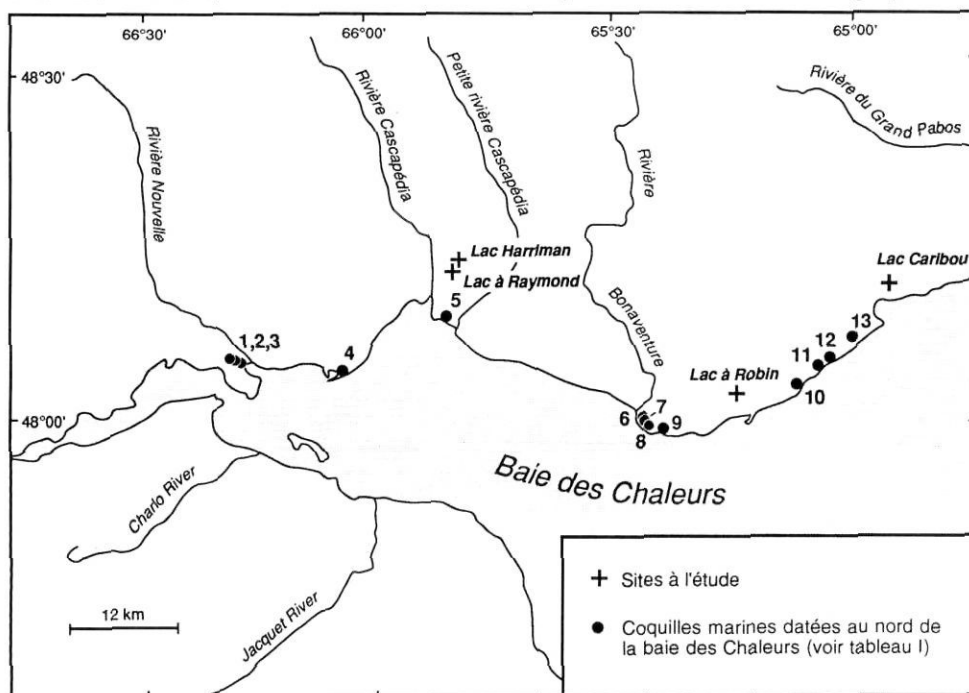 66°30'
66°00'
65°30'
65°00'
48°30'
Rivière Nouvelle
Rivière Cascapédia
Petite rivière Cascapédia
Rivière
Bonaventure
Rivière du Grand Pabos
Lac Harriman
Lac à Raymond
Lac Caribou
5
13
12
11
10
1,2,3
4
Lac à Robin
7
6
9
8
48°00'
Baie des Chaleurs
Charlo River
Jacquet River
12 km
+ Sites à l'étude
● Coquilles marines datées au nord de
la baie des Chaleurs (voir tableau I)